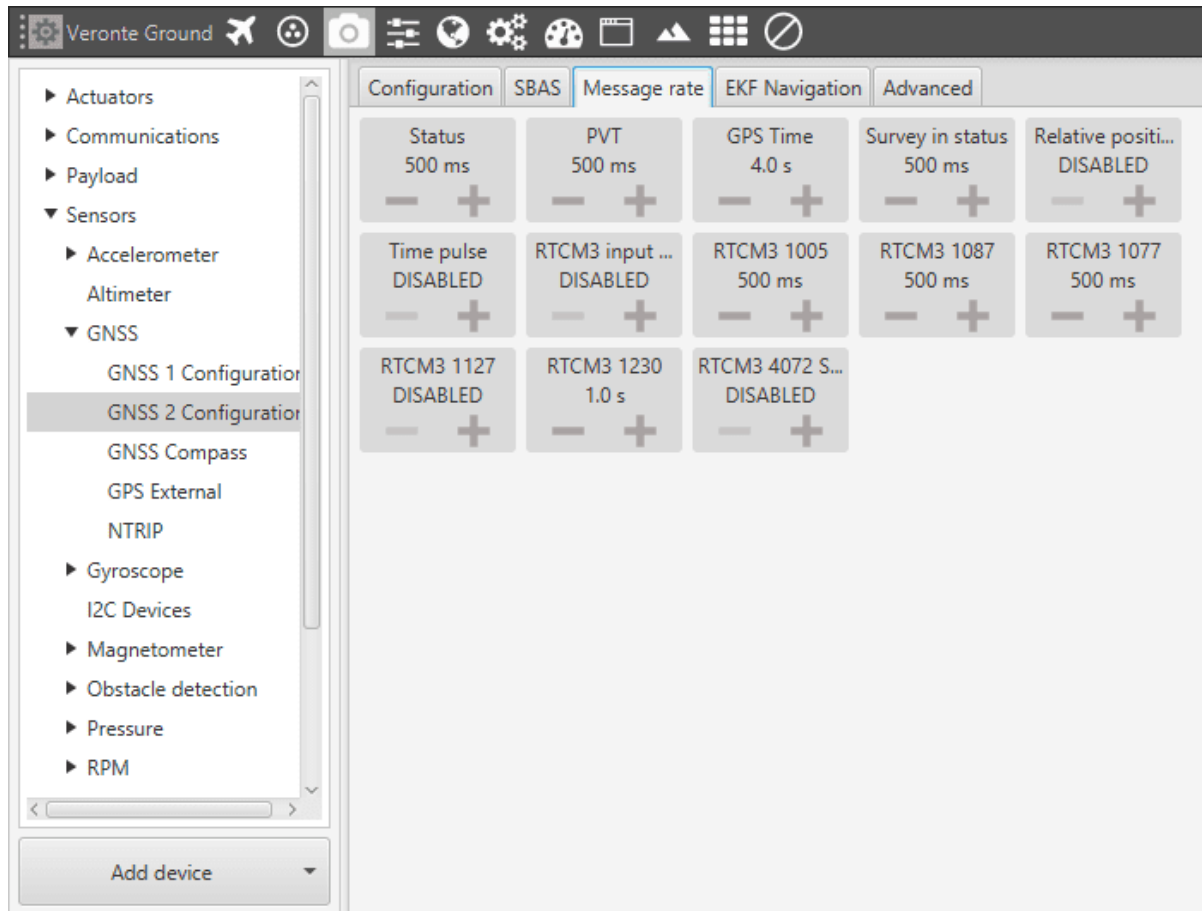 Veronte Ground
Actuators
Communications
Payload
Sensors
Accelerometer
Altimeter
GNSS
GNSS 1 Configuration
GNSS 2 Configuration
GNSS Compass
GPS External
NTRIP
Gyroscope
I2C Devices
Magnetometer
Obstacle detection
Pressure
RPM
Add device
Configuration SBAS Message rate EKF Navigation Advanced
Status
500 ms
PVT
500 ms
GPS Time
4.0 s
Survey in status
500 ms
Relative positi...
DISABLED
Time pulse
DISABLED
RTCM3 input ...
DISABLED
RTCM3 1005
500 ms
RTCM3 1087
500 ms
RTCM3 1077
500 ms
RTCM3 1127
DISABLED
RTCM3 1230
1.0 s
RTCM3 4072 S...
DISABLED